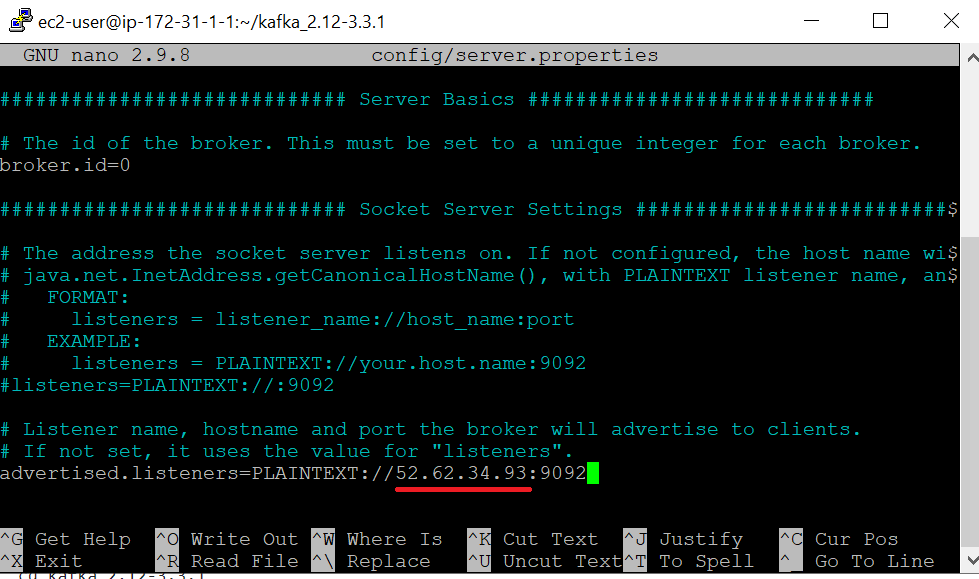 ec2-user@ip-172-31-1-1:~/kafka_2.12-3.3.1
GNU nano 2.9.8 config/server.properties
############################# Server Basics #############################
# The id of the broker. This must be set to a unique integer for each broker.
broker.id=0
############################# Socket Server Settings ##########################$
# The address the socket server listens on. If not configured, the host name wi$
# java.net.InetAddress.getCanonicalHostName(), with PLAINTEXT listener name, an$
#   FORMAT:
#     listeners = listener_name://host_name:port
#   EXAMPLE:
#     listeners = PLAINTEXT://your.host.name:9092
#listeners=PLAINTEXT://:9092
# Listener name, hostname and port the broker will advertise to clients.
# If not set, it uses the value for "listeners".
advertised.listeners=PLAINTEXT://52.62.34.93:9092
^G Get Help ^O Write Out ^W Where Is ^K Cut Text ^J Justify ^C Cur Pos
^X Exit ^R Read File ^\ Replace ^U Uncut Text ^T To Spell ^_ Go To Line
cd kafka_2.12-3.3.1